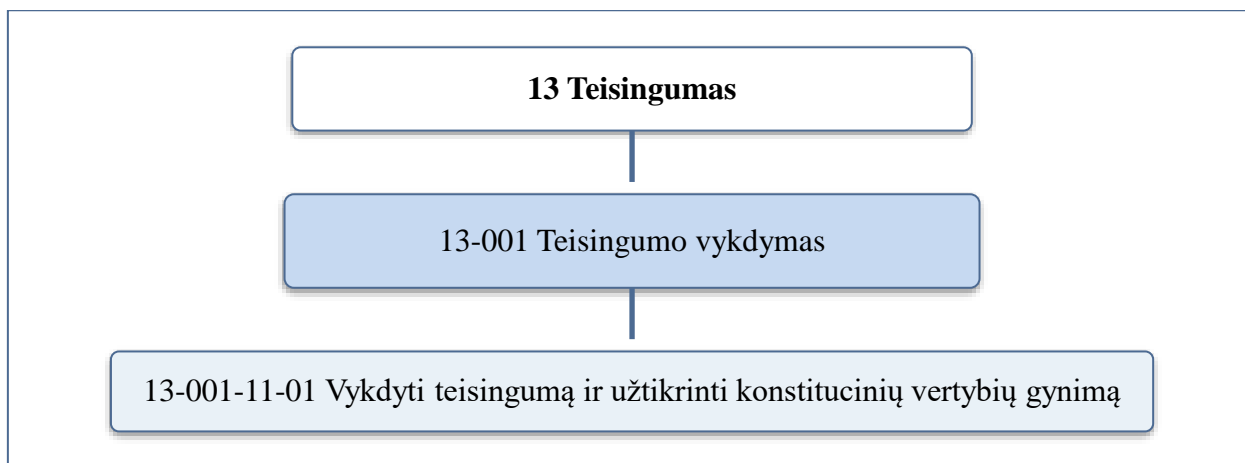 13 Teisingumas
13-001 Teisingumo vykdymas
13-001-11-01 Vykdyti teisingumą ir užtikrinti konstitucinių vertybių gynimą